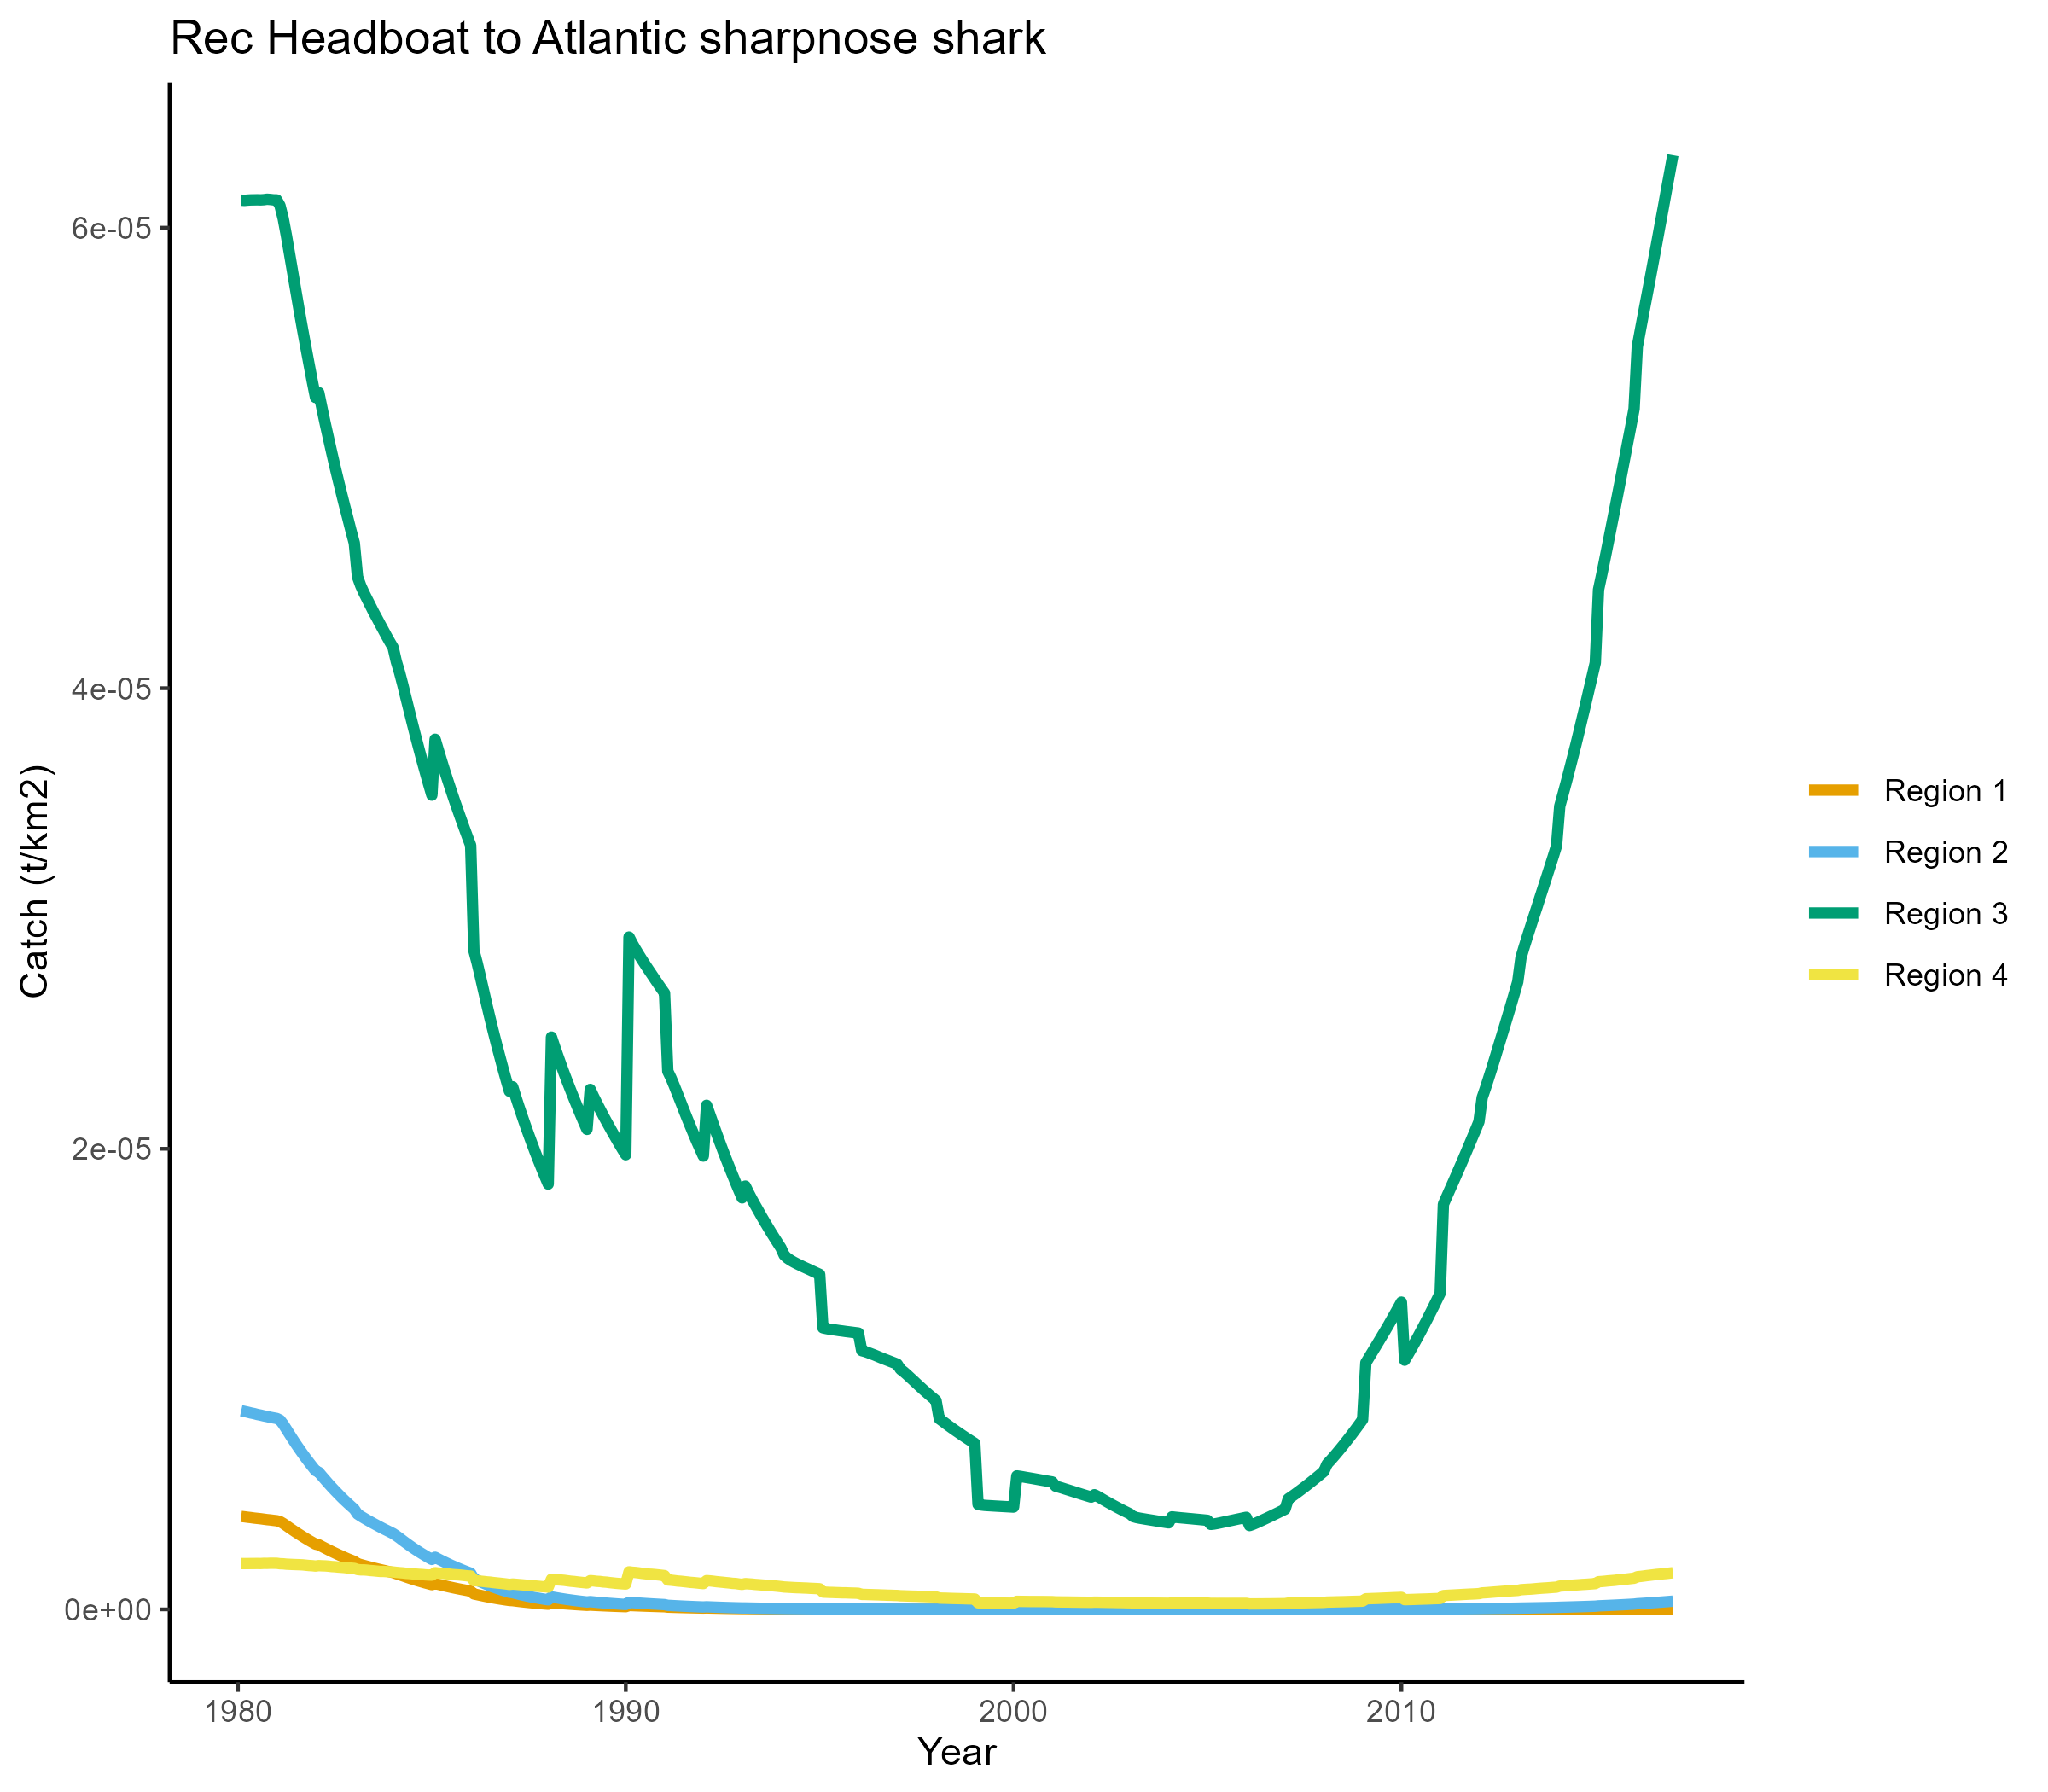 Rec Headboat to Atlantic sharpnose shark
Catch (t/km2)
6e-05
4e-05
2e-05
0e+00
1980
1990
2000
2010
Year
Region 1
Region 2
Region 3
Region 4